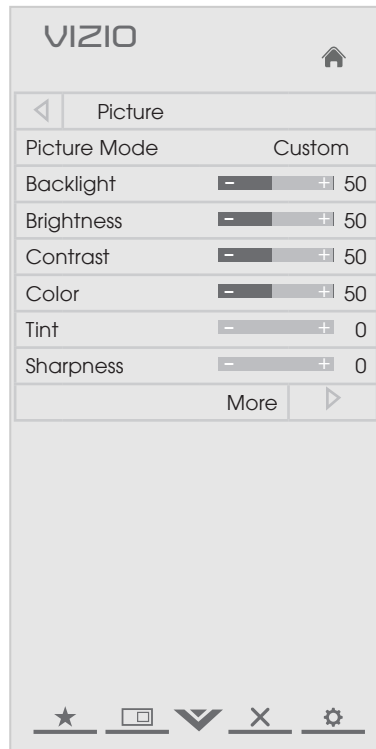 VIZIO
Picture
Picture Mode Custom
Backlight - + 50
Brightness - + 50
Contrast - + 50
Color - + 50
Tint - + 0
Sharpness - + 0
More